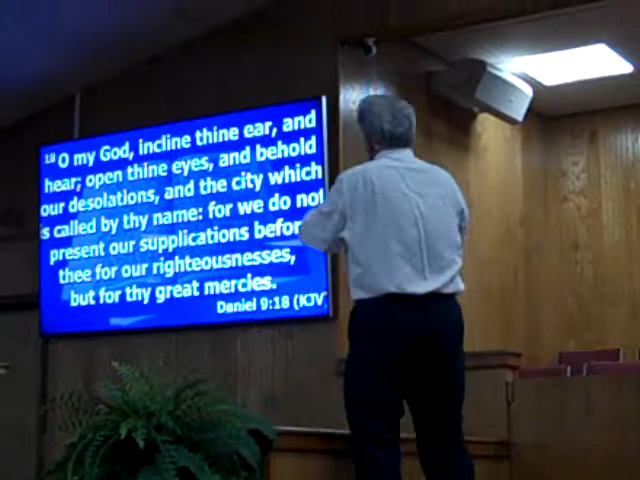 18 O my God, incline thine ear, and
hear; open thine eyes, and behold
our desolations, and the city which
is called by thy name: for we do not
present our supplications befor
thee for our righteousnesses,
but for thy great mercies.
Daniel 9:18 (KJV